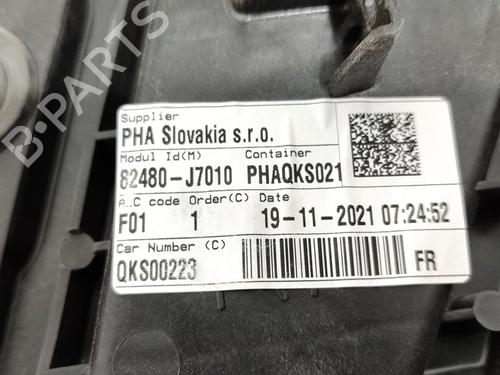 B-PARTS
Supplier
PHA Slovakia s.r.o.
Modul Id(M) Container
82480-J7010 PHAQKS021
A.C code Order(C) Date
F01 1 19-11-2021 07:24:52
Car Number (C)
QKS00223 FR